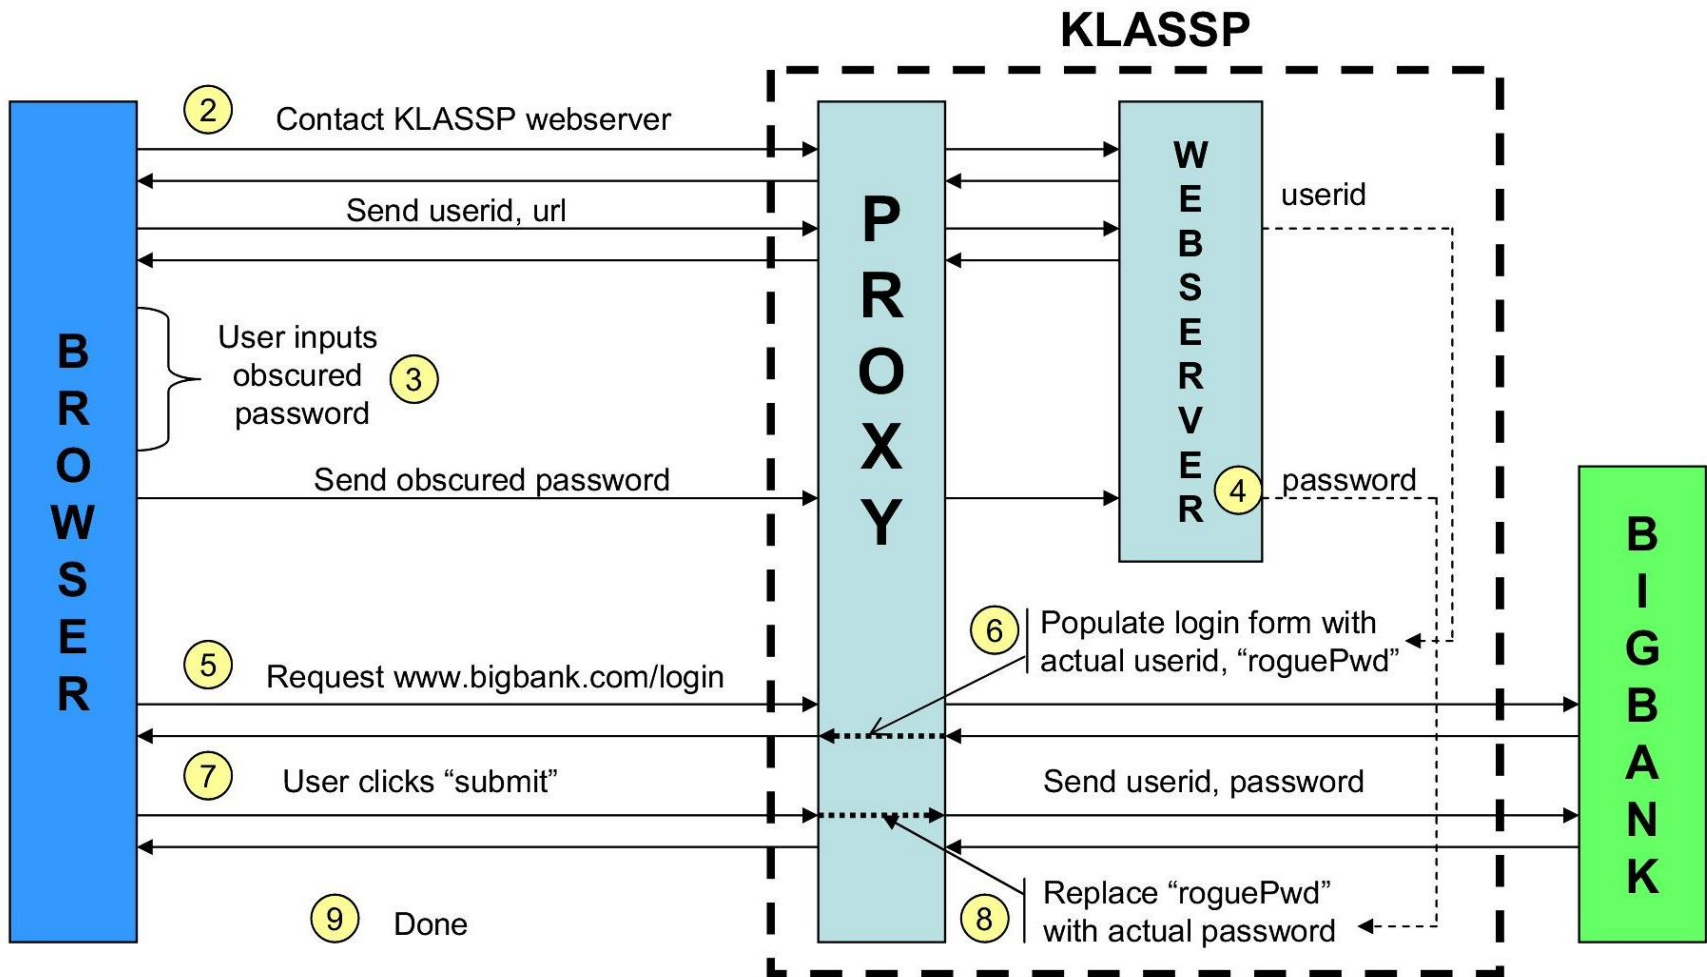 KLASSP
2
Contact KLASSP webserver
Send userid, url
userid
BROWSER
PROXY
WEBSERVER
User inputs
obscured
password
3
Send obscured password
4
password
BIGBANK
6
Populate login form with
actual userid, “roguePwd”
5
Request www.bigbank.com/login
7
User clicks “submit”
Send userid, password
8
Replace “roguePwd”
with actual password
9
Done